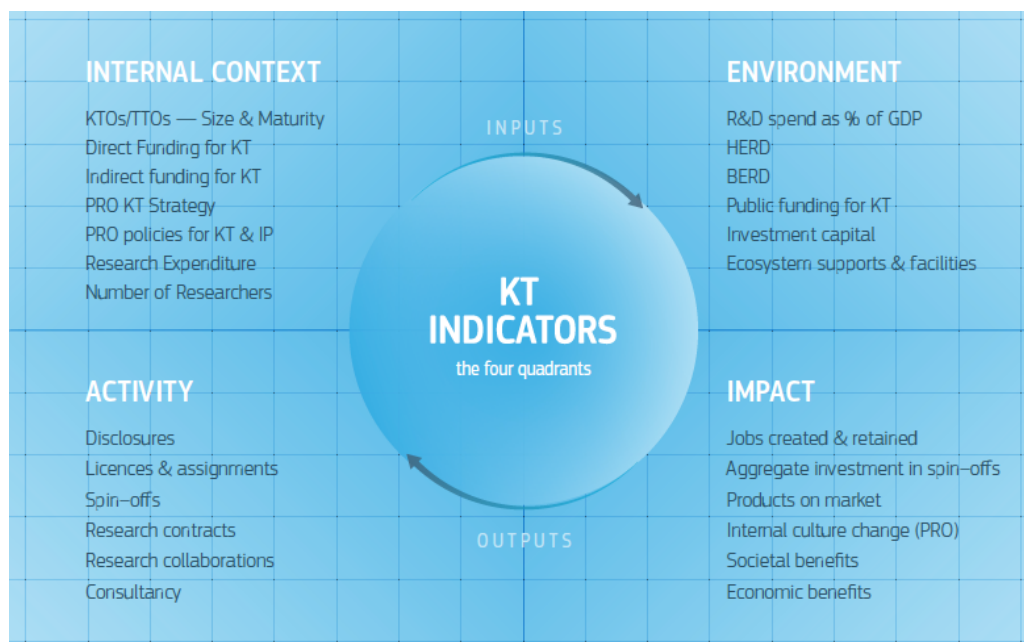 INTERNAL CONTEXT
KTOs/TTOs — Size & Maturity
Direct Funding for KT
Indirect funding for KT
PRO KT Strategy
PRO policies for KT & IP
Research Expenditure
Number of Researchers
INPUTS
ENVIRONMENT
R&D spend as % of GDP
HERD
BERD
Public funding for KT
Investment capital
Ecosystem supports & facilities
KT
INDICATORS
the four quadrants
ACTIVITY
Disclosures
Licences & assignments
Spin-offs
Research contracts
Research collaborations
Consultancy
OUTPUTS
IMPACT
Jobs created & retained
Aggregate investment in spin-offs
Products on market
Internal culture change (PRO)
Societal benefits
Economic benefits